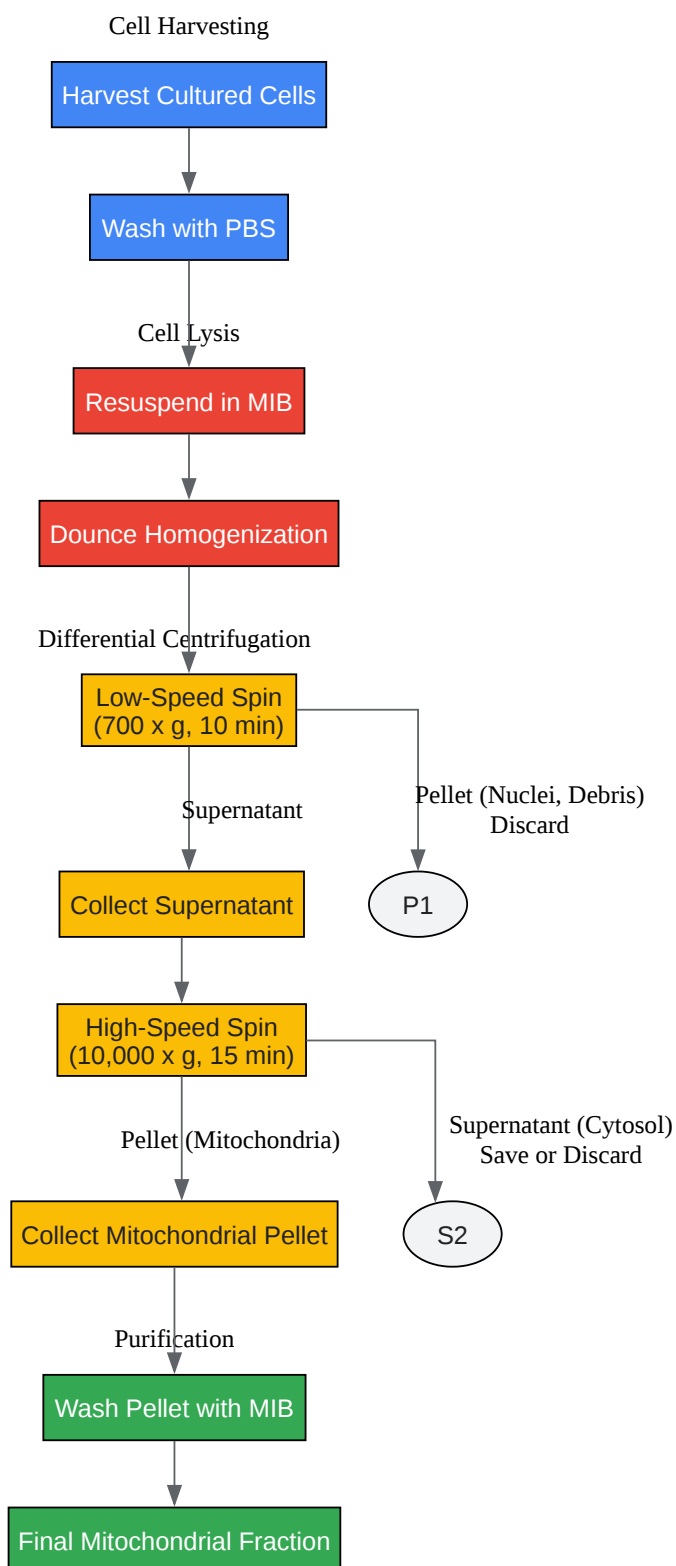 Cell Harvesting
Harvest Cultured Cells
Wash with PBS
Cell Lysis
Resuspend in MIB
Dounce Homogenization
Differential Centrifugation
Low-Speed Spin
(700 x g, 10 min)
Supernatant
Pellet (Nuclei, Debris)
Discard
Collect Supernatant
P1
High-Speed Spin
(10,000 x g, 15 min)
Pellet (Mitochondria)
Supernatant (Cytosol)
Save or Discard
Collect Mitochondrial Pellet
S2
Purification
Wash Pellet with MIB
Final Mitochondrial Fraction